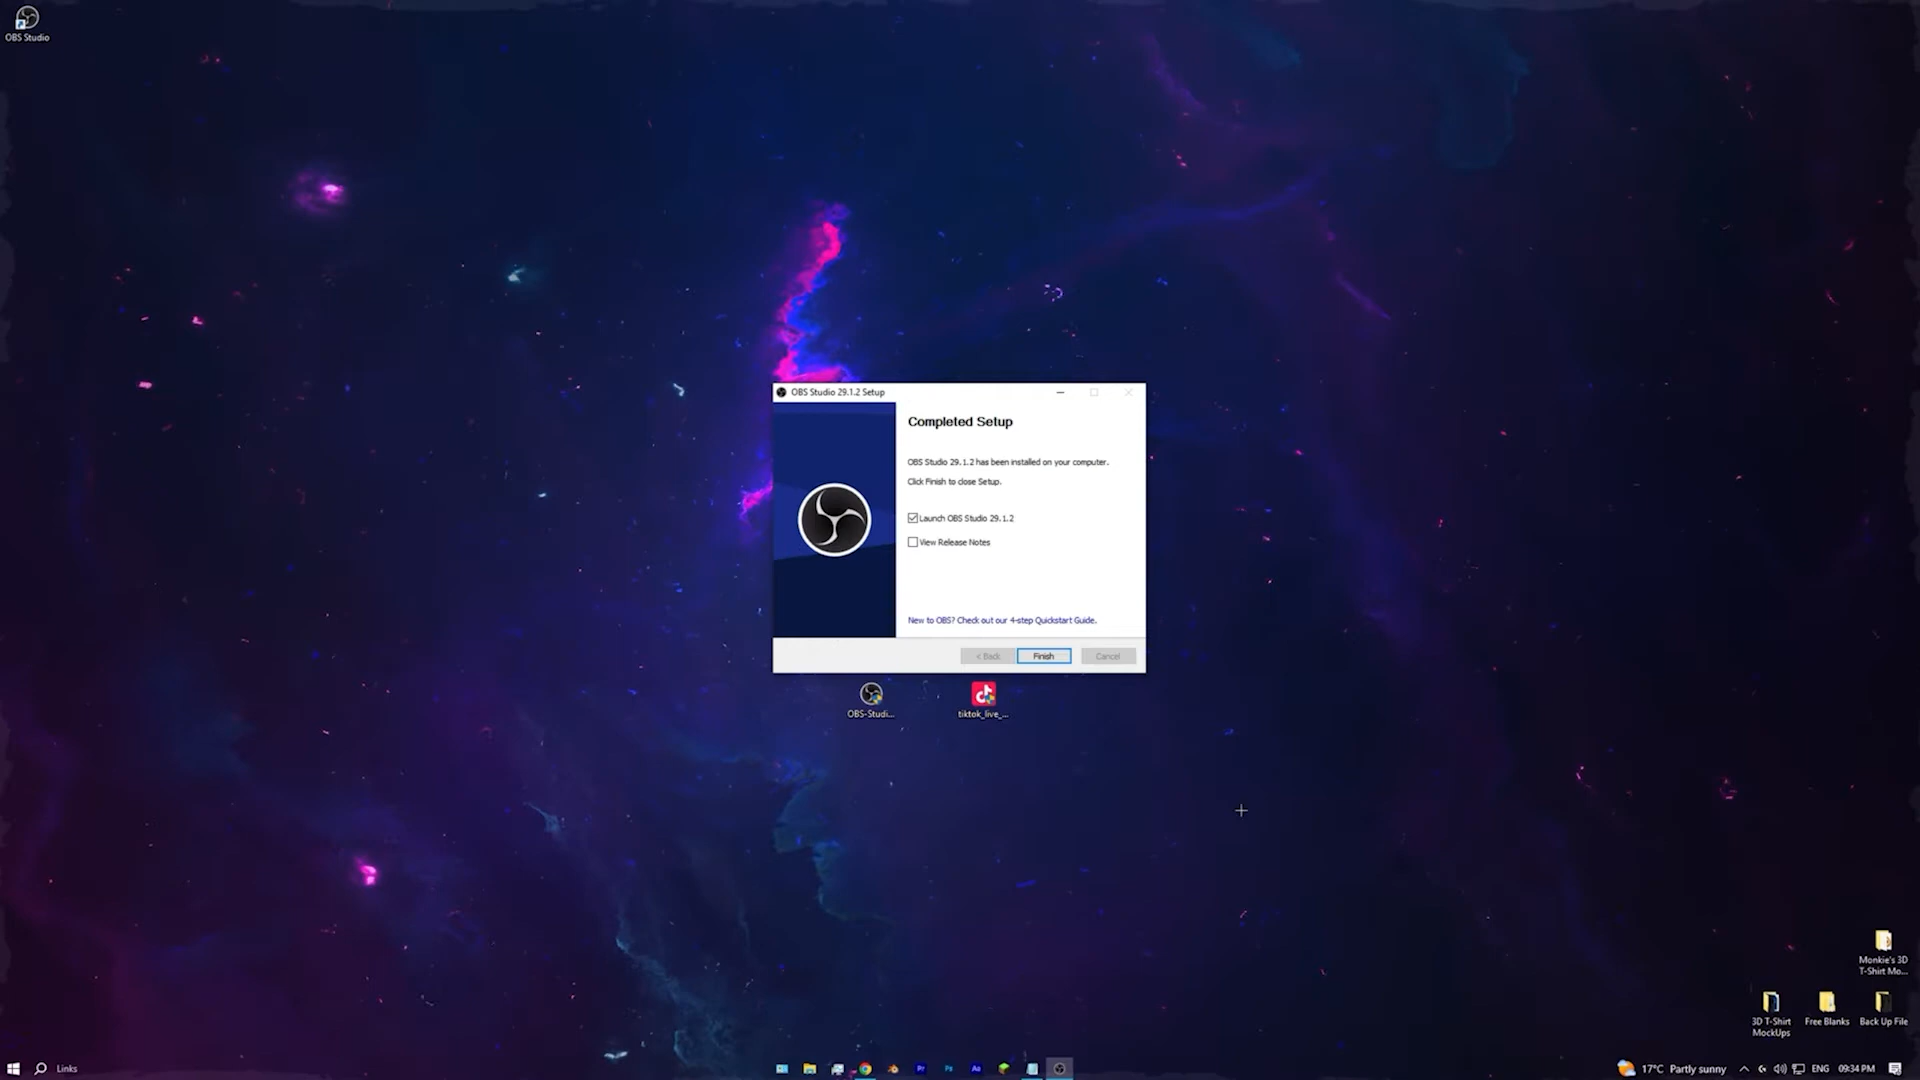 OBS Studio
OBS Studio 29.1.2 Setup
Completed Setup
OBS Studio 29.1.2 has been installed on your computer.
Click Finish to close Setup.
Launch OBS Studio 29.1.2
View Release Notes
New to OBS? Check out our 4-step Quickstart Guide.
< Back
Finish
Cancel
OBS-Studi...
tiktok_live_...
Monkie's 3D
T-Shirt Mo...
3D T-Shirt
MockUps
Free Blanks
Back Up File
Links
Pr
Ps
Ae
17°C Partly sunny
ENG
09:34 PM